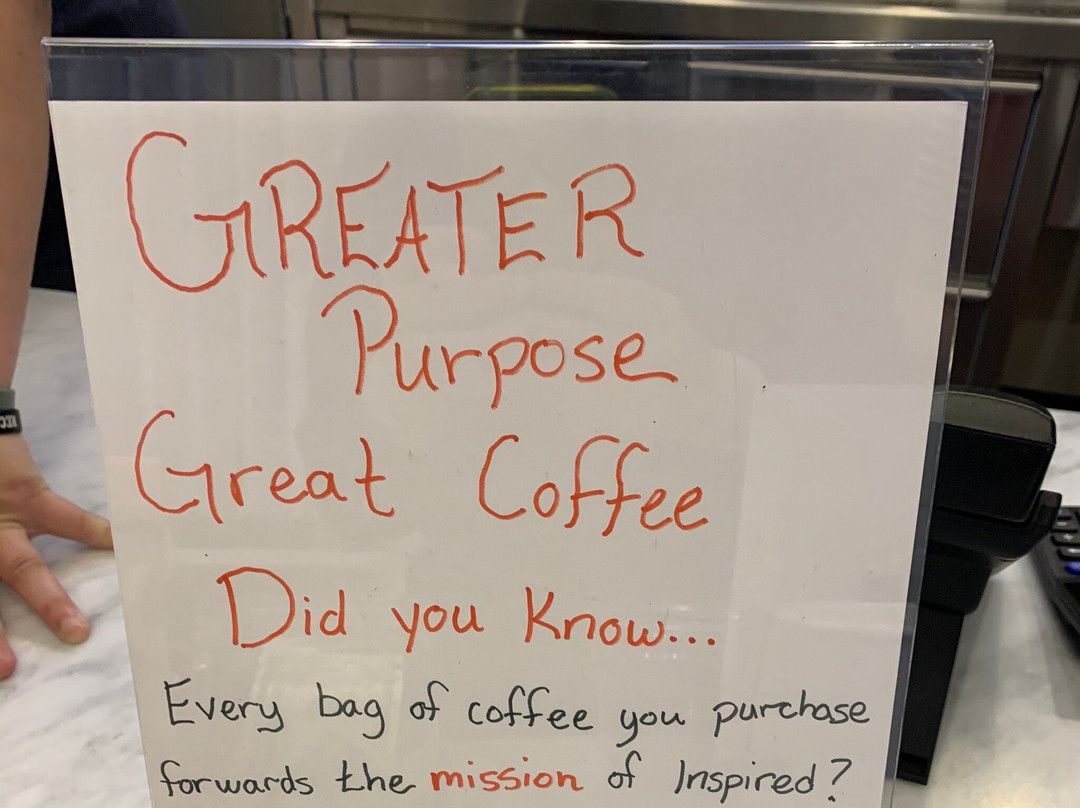 GREATER
Purpose
Great Coffee
Did you Know...
Every bag of coffee you purchase
forwards the mission of Inspired?